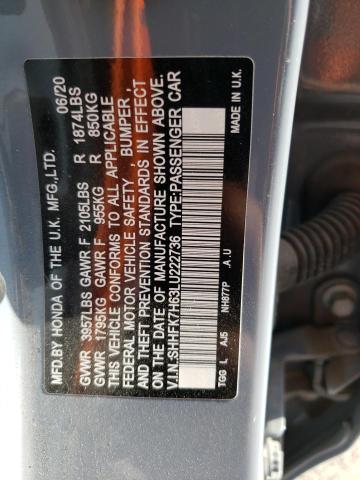 MFD.BY HONDA OF THE U.K. MFG.,LTD. 06/20
GVWR 3957LBS GAWR F 2105LBS R 1874LBS
GVWR 1795KG GAWR F 955KG R 850KG
THIS VEHICLE CONFORMS TO ALL APPLICABLE
FEDERAL MOTOR VEHICLE SAFETY, BUMPER,
AND THEFT PREVENTION STANDARDS IN EFFECT
ON THE DATE OF MANUFACTURE SHOWN ABOVE.
V.I.N.:SHHFK7H63LU222736 TYPE:PASSENGER CAR
TGG L AJ5 NH877P .A .U MADE IN U.K.